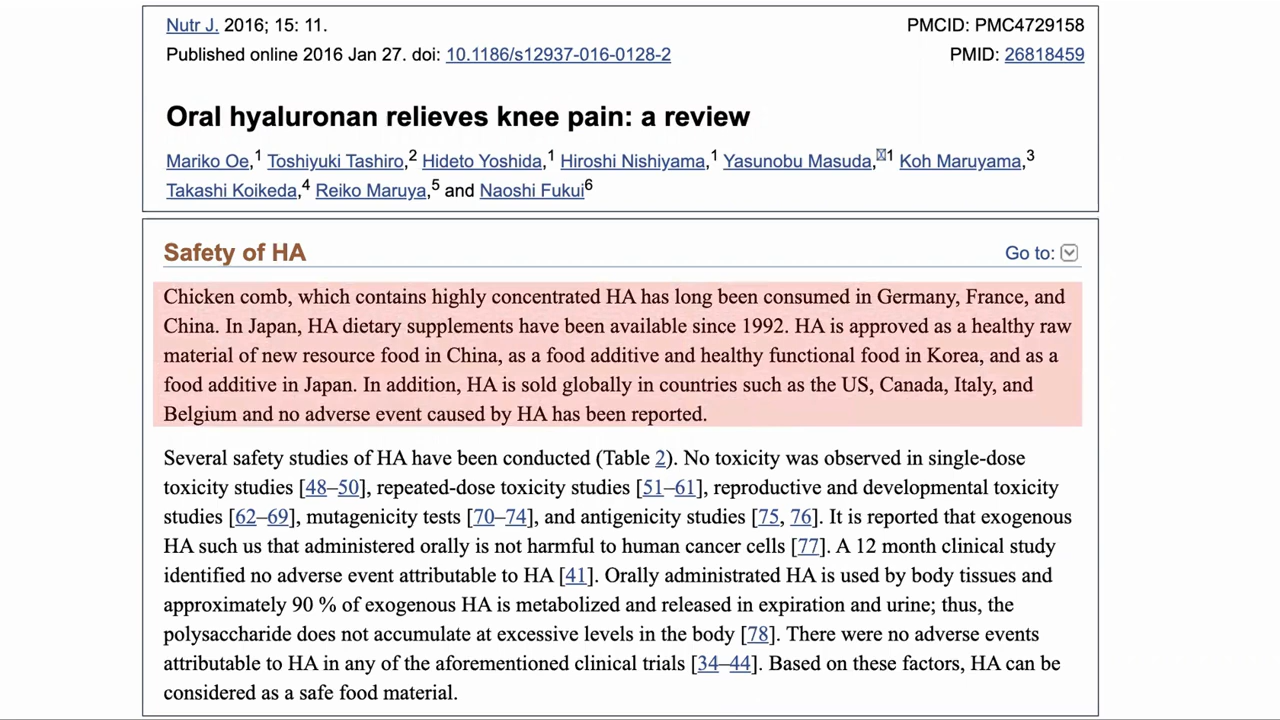 Nutr J. 2016; 15: 11. PMCID: PMC4729158
Published online 2016 Jan 27. doi: 10.1186/s12937-016-0128-2 PMID: 26818459
Oral hyaluronan relieves knee pain: a review
Mariko Oe,1 Toshiyuki Tashiro,2 Hideto Yoshida,1 Hiroshi Nishiyama,1 Yasunobu Masuda,1 Koh Maruyama,3
Takashi Koikeda,4 Reiko Maruya,5 and Naoshi Fukui6
Safety of HA Go to:
Chicken comb, which contains highly concentrated HA has long been consumed in Germany, France, and
China. In Japan, HA dietary supplements have been available since 1992. HA is approved as a healthy raw
material of new resource food in China, as a food additive and healthy functional food in Korea, and as a
food additive in Japan. In addition, HA is sold globally in countries such as the US, Canada, Italy, and
Belgium and no adverse event caused by HA has been reported.
Several safety studies of HA have been conducted (Table 2). No toxicity was observed in single-dose
toxicity studies [48–50], repeated-dose toxicity studies [51–61], reproductive and developmental toxicity
studies [62–69], mutagenicity tests [70–74], and antigenicity studies [75, 76]. It is reported that exogenous
HA such us that administered orally is not harmful to human cancer cells [77]. A 12 month clinical study
identified no adverse event attributable to HA [41]. Orally administrated HA is used by body tissues and
approximately 90 % of exogenous HA is metabolized and released in expiration and urine; thus, the
polysaccharide does not accumulate at excessive levels in the body [78]. There were no adverse events
attributable to HA in any of the aforementioned clinical trials [34–44]. Based on these factors, HA can be
considered as a safe food material.